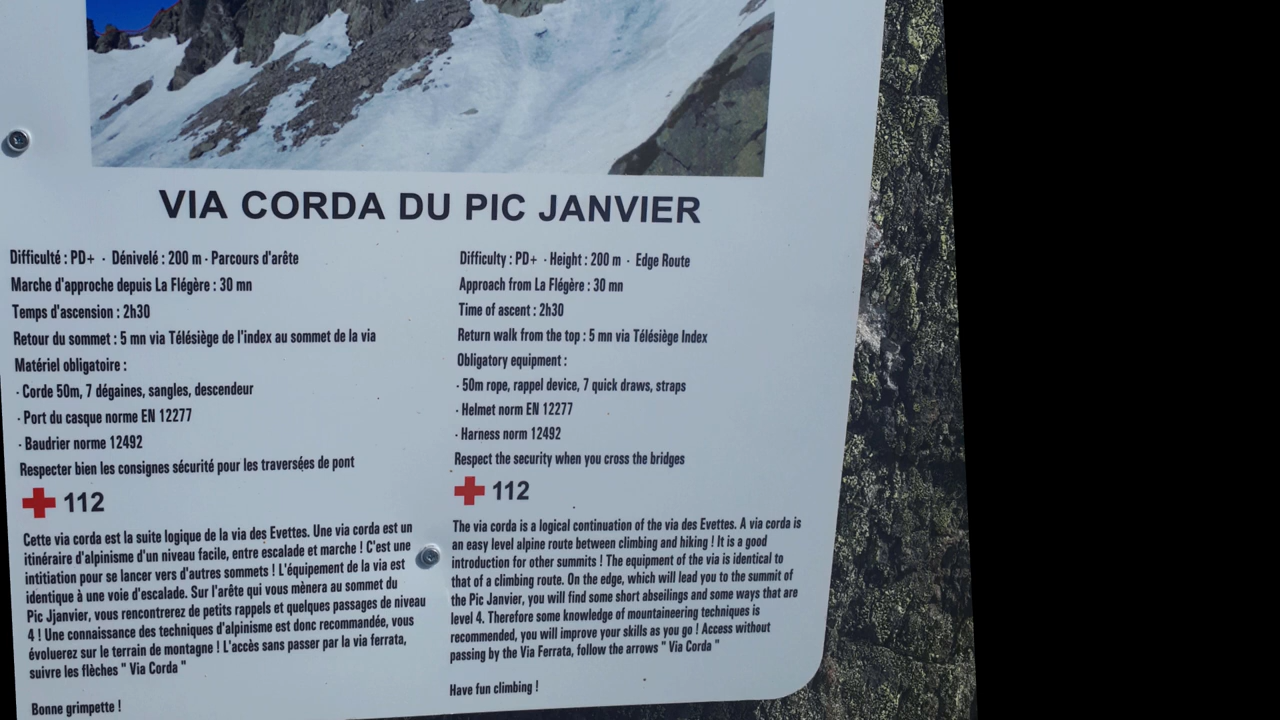 VIA CORDA DU PIC JANVIER
Difficulté : PD+ · Dénivelé : 200 m · Parcours d'arête
Marche d'approche depuis La Flégère : 30 mn
Temps d'ascension : 2h30
Retour du sommet : 5 mn via Télésiège de l'index au sommet de la via
Matériel obligatoire :
· Corde 50m, 7 dégaines, sangles, descendeur
· Port du casque norme EN 12277
· Baudrier norme 12492
Respecter bien les consignes sécurité pour les traversées de pont
112
Cette via corda est la suite logique de la via des Evettes. Une via corda est un
itinéraire d'alpinisme d'un niveau facile, entre escalade et marche ! C'est une
intitiation pour se lancer vers d'autres sommets ! L'équipement de la via est
identique à une voie d'escalade. Sur l'arête qui vous mènera au sommet du
Pic Jjanvier, vous rencontrerez de petits rappels et quelques passages de niveau
4 ! Une connaissance des techniques d'alpinisme est donc recommandée, vous
évoluerez sur le terrain de montagne ! L'accès sans passer par la via ferrata,
suivre les flèches " Via Corda "
Bonne grimpette !
Difficulty : PD+ · Height : 200 m · Edge Route
Approach from La Flégère : 30 mn
Time of ascent : 2h30
Return walk from the top : 5 mn via Télésiège Index
Obligatory equipment :
· 50m rope, rappel device, 7 quick draws, straps
· Helmet norm EN 12277
· Harness norm 12492
Respect the security when you cross the bridges
112
The via corda is a logical continuation of the via des Evettes. A via corda is
an easy level alpine route between climbing and hiking ! It is a good
introduction for other summits ! The equipment of the via is identical to
that of a climbing route. On the edge, which will lead you to the summit of
the Pic Janvier, you will find some short abseilings and some ways that are
level 4. Therefore some knowledge of mountaineering techniques is
recommended, you will improve your skills as you go ! Access without
passing by the Via Ferrata, follow the arrows " Via Corda "
Have fun climbing !